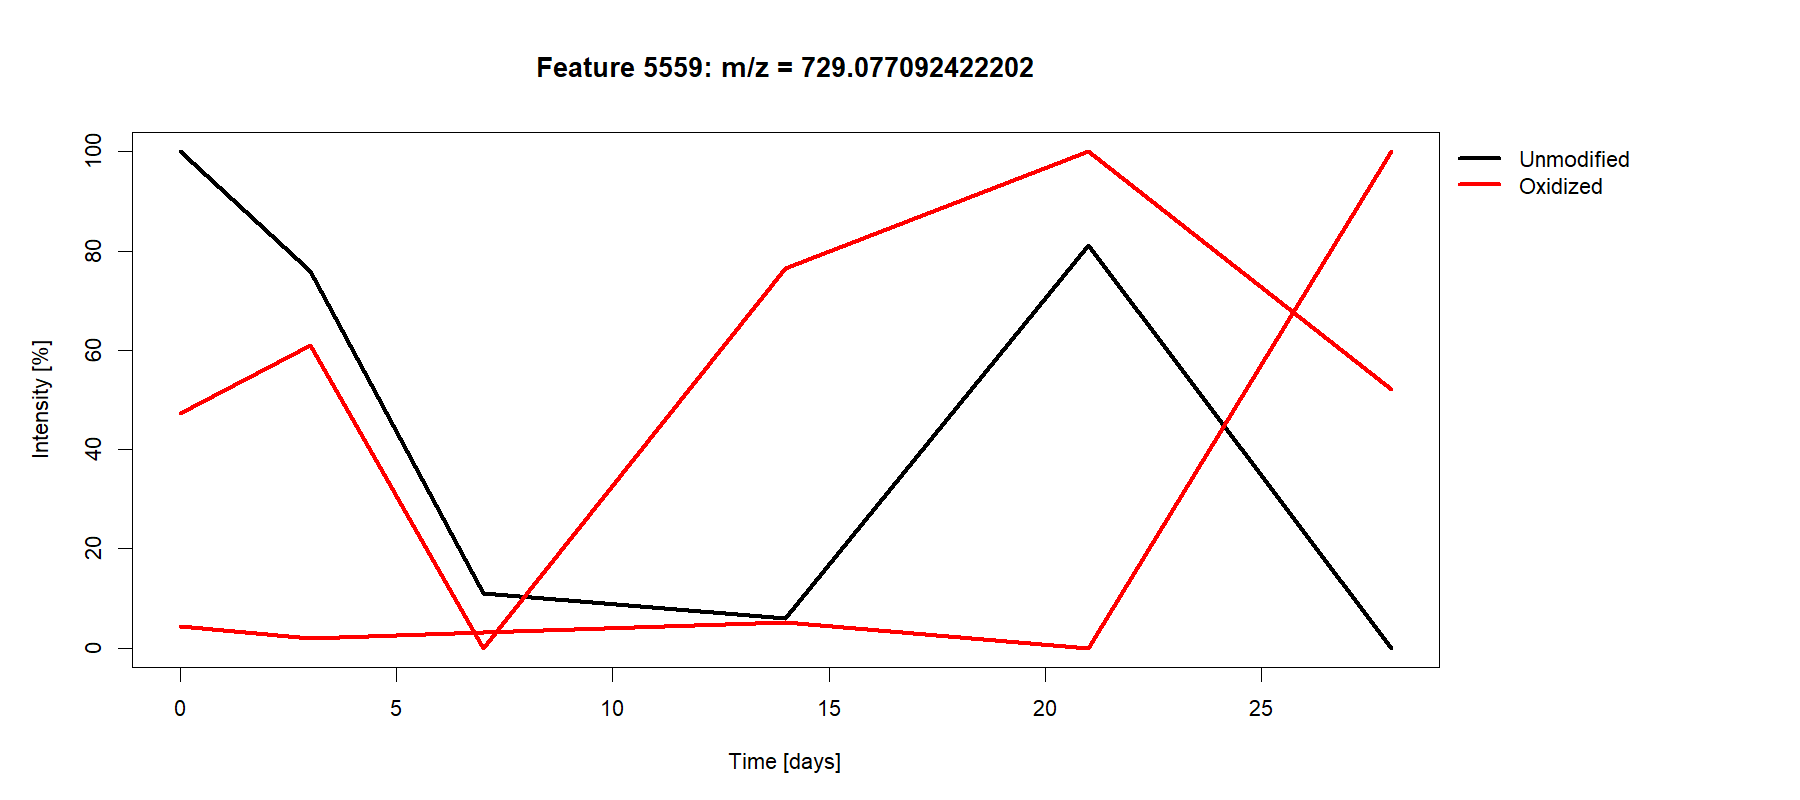 Feature 5559: m/z = 729.077092422202
Unmodified
Oxidized
Intensity [%]
100
80
60
40
20
0
0 5 10 15 20 25
Time [days]